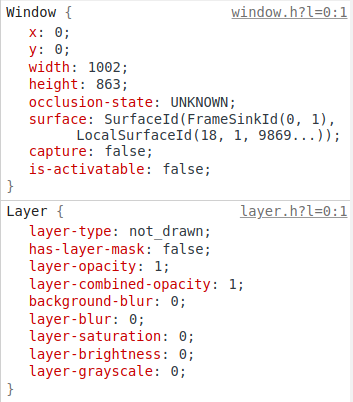 Window { window.h?l=0:1
x: 0;
y: 0;
width: 1002;
height: 863;
occlusion-state: UNKNOWN;
surface: SurfaceId(FrameSinkId(0, 1),
LocalSurfaceId(18, 1, 9869...));
capture: false;
is-activatable: false;
}
Layer { layer.h?l=0:1
layer-type: not_drawn;
has-layer-mask: false;
layer-opacity: 1;
layer-combined-opacity: 1;
background-blur: 0;
layer-blur: 0;
layer-saturation: 0;
layer-brightness: 0;
layer-grayscale: 0;
}